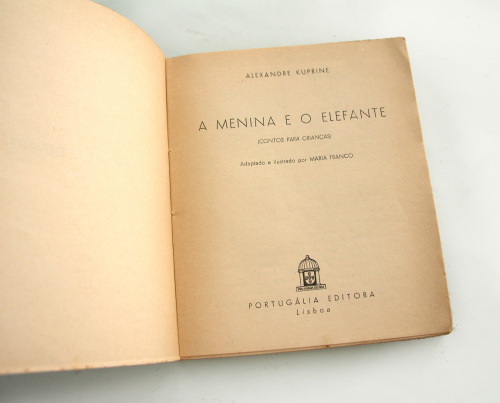 ALEXANDRE KUPRINE
A MENINA E O ELEFANTE
(CONTOS PARA CRIANÇAS)
Adaptado e ilustrado por MARIA FRANCO
PORTUGÁLIA EDITORA
Lisboa